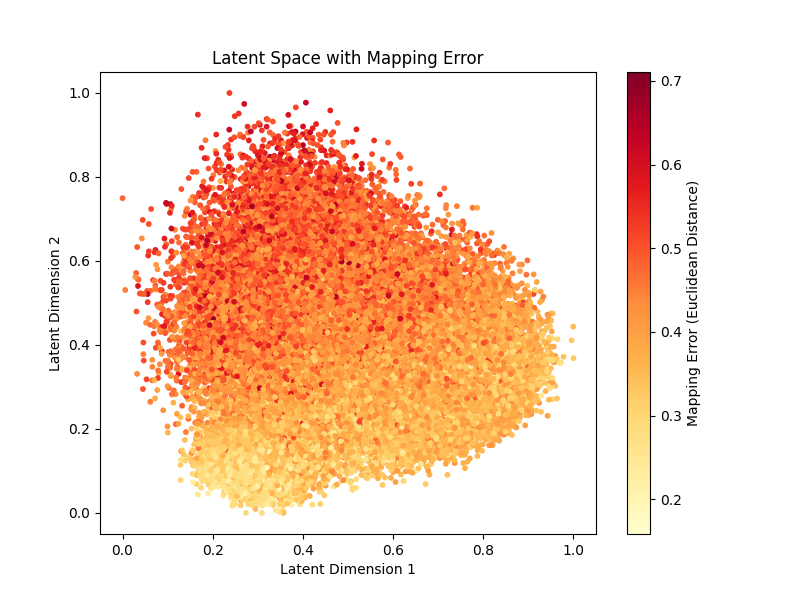 Latent Space with Mapping Error
1.0
0.8
0.6
0.4
0.2
0.0
Latent Dimension 2
0.0 0.2 0.4 0.6 0.8 1.0
Latent Dimension 1
0.7
0.6
0.5
0.4
0.3
0.2
Mapping Error (Euclidean Distance)